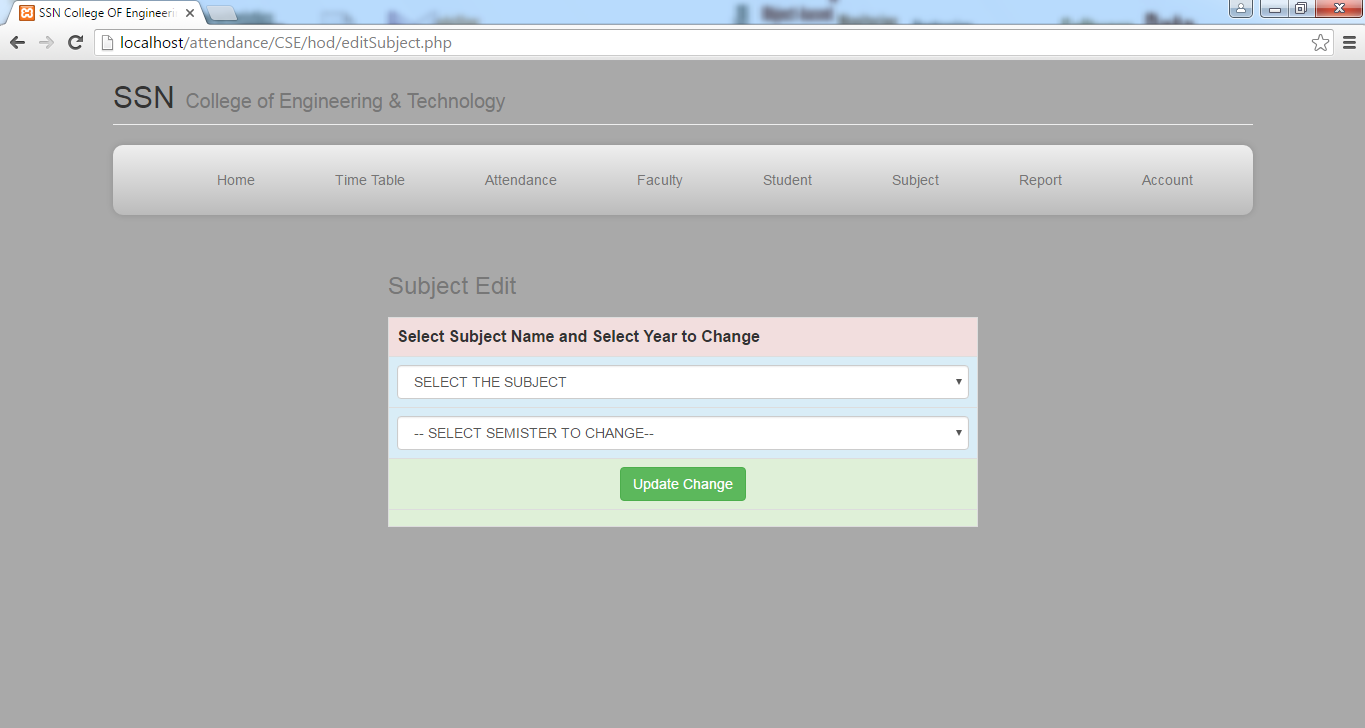 SSN College OF Engineeri
localhost/attendance/CSE/hod/editSubject.php
SSN College of Engineering & Technology
Home Time Table Attendance Faculty Student Subject Report Account
Subject Edit
Select Subject Name and Select Year to Change
SELECT THE SUBJECT
-- SELECT SEMISTER TO CHANGE--
Update Change